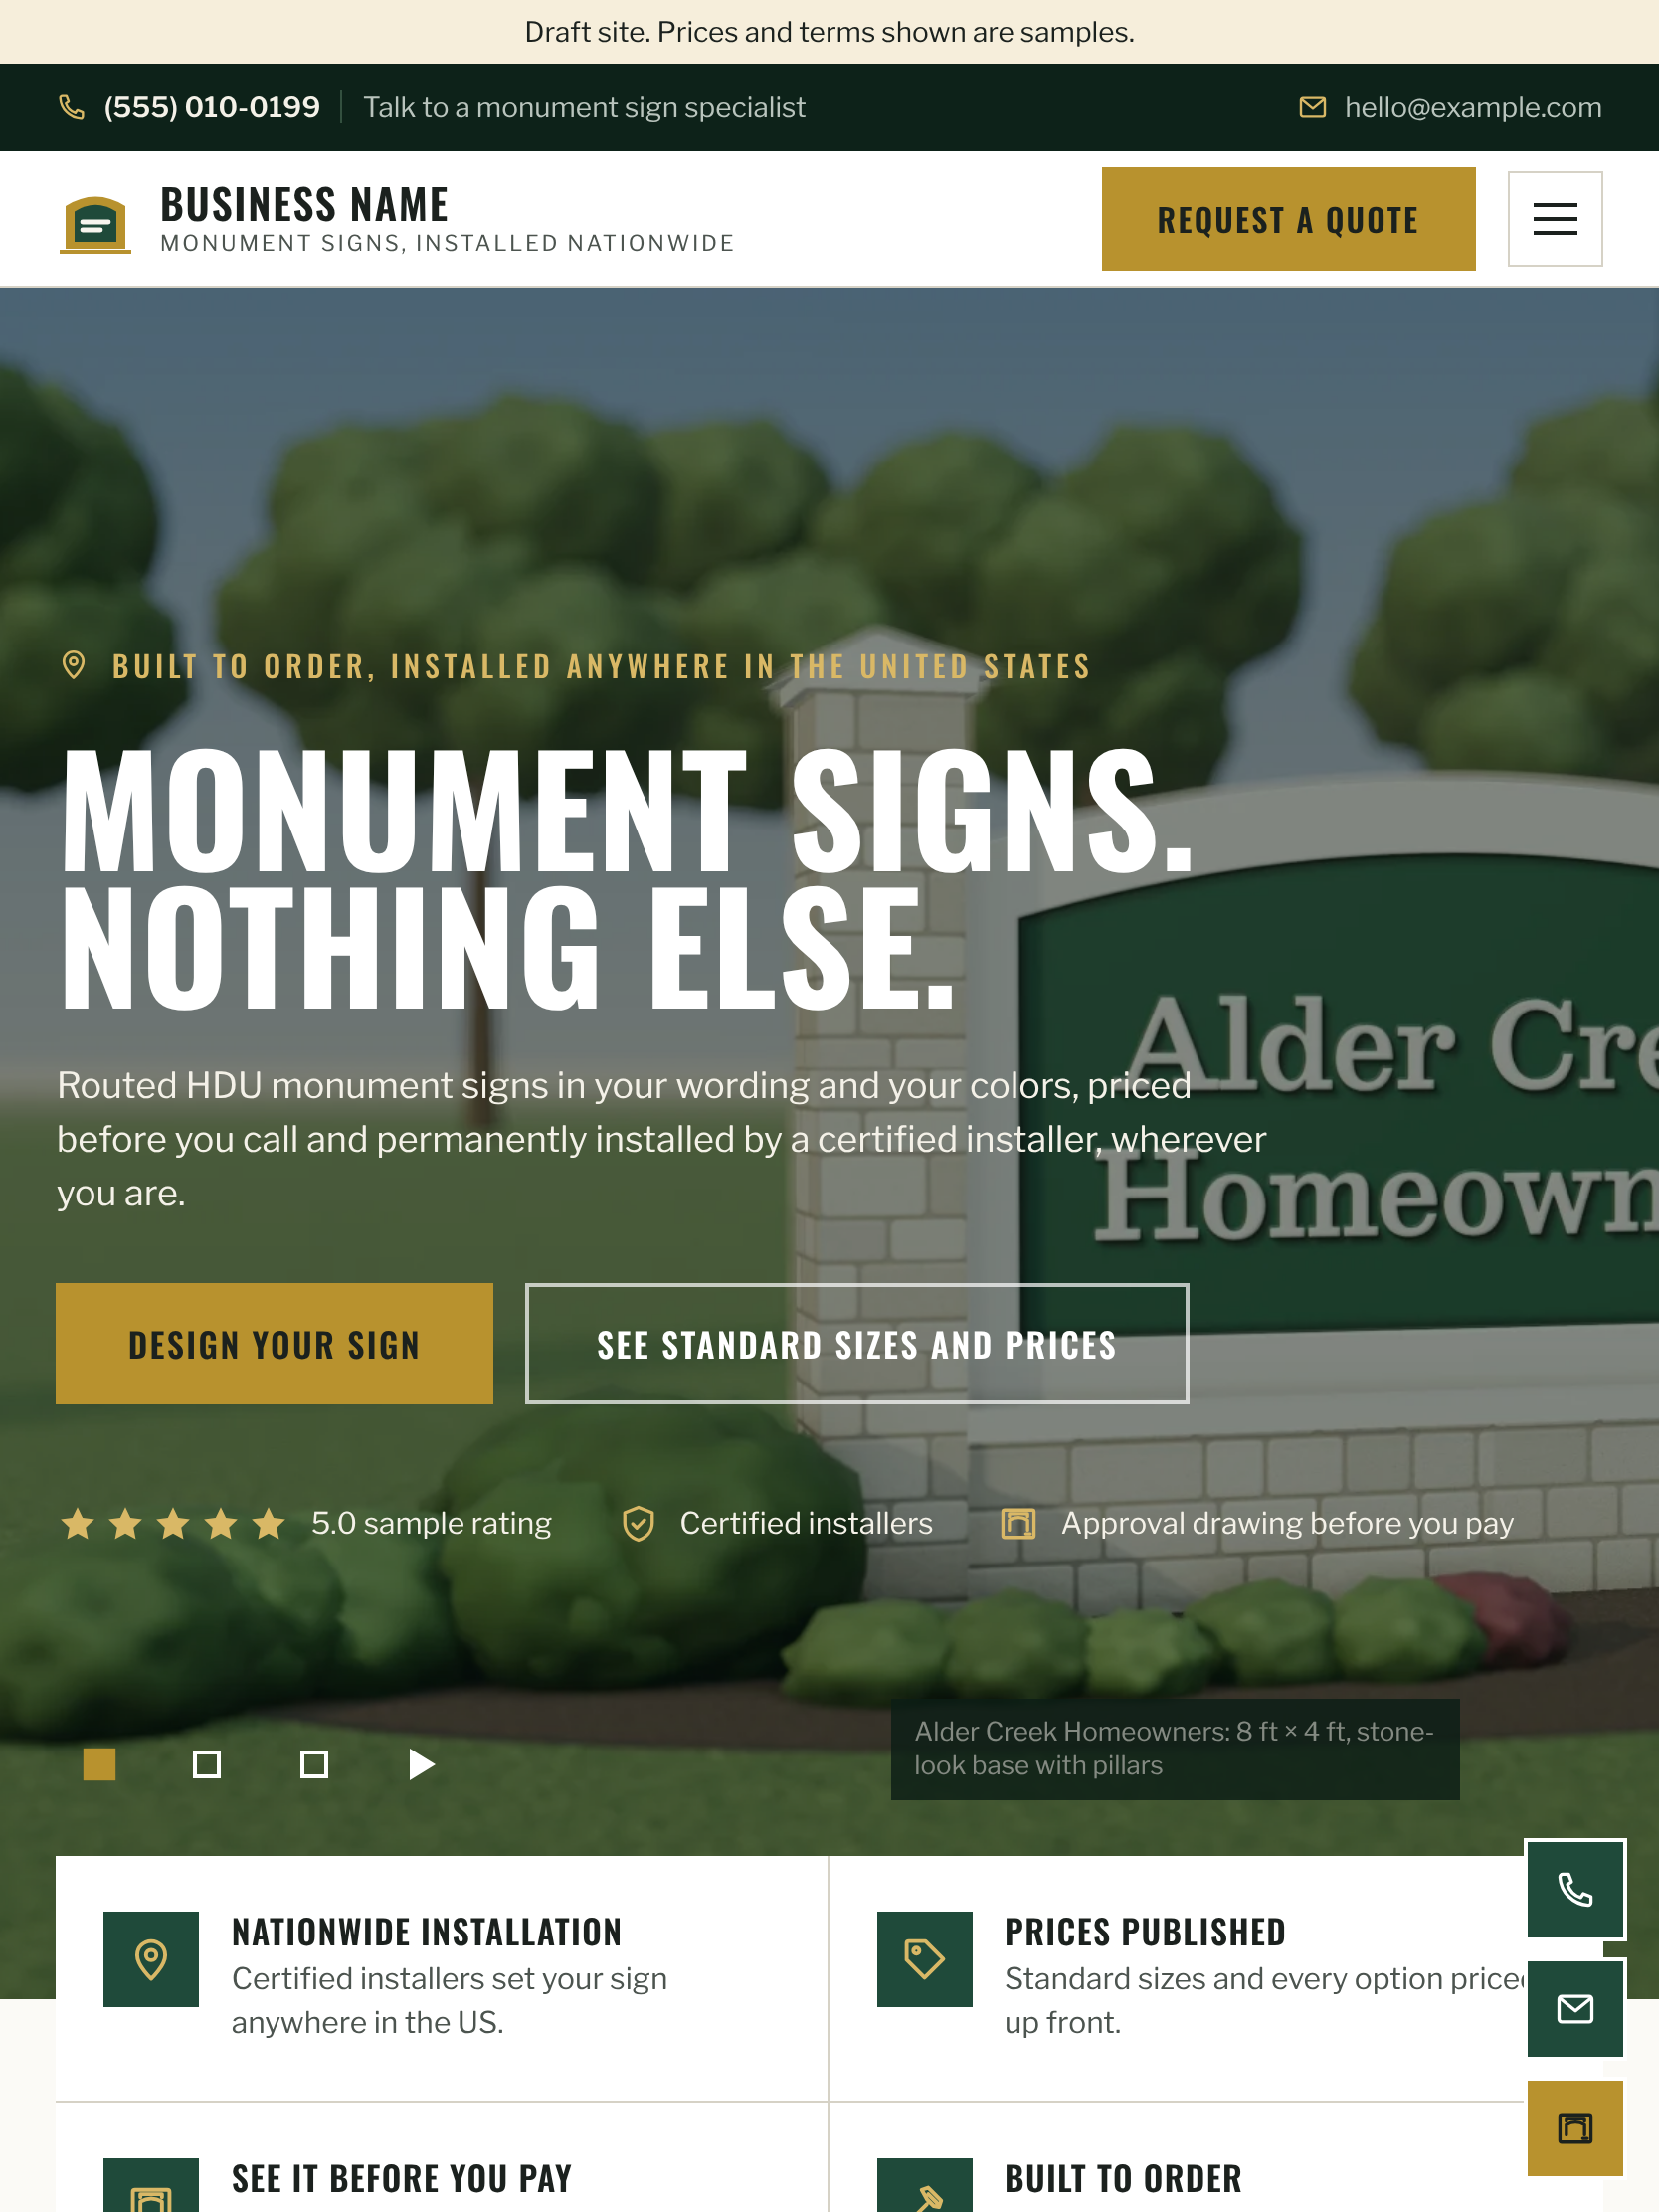 Draft site. Prices and terms shown are samples.
(555) 010-0199
Talk to a monument sign specialist
hello@example.com
BUSINESS NAME
MONUMENT SIGNS, INSTALLED NATIONWIDE
REQUEST A QUOTE
BUILT TO ORDER, INSTALLED ANYWHERE IN THE UNITED STATES
MONUMENT SIGNS.
NOTHING ELSE.
Alder Cre
Homeown
Routed HDU monument signs in your wording and your colors, priced
before you call and permanently installed by a certified installer, wherever
you are.
DESIGN YOUR SIGN
SEE STANDARD SIZES AND PRICES
5.0 sample rating
Certified installers
Approval drawing before you pay
Alder Creek Homeowners: 8 ft × 4 ft, stone-
look base with pillars
NATIONWIDE INSTALLATION
Certified installers set your sign
anywhere in the US.
PRICES PUBLISHED
Standard sizes and every option priced
up front.
SEE IT BEFORE YOU PAY
BUILT TO ORDER